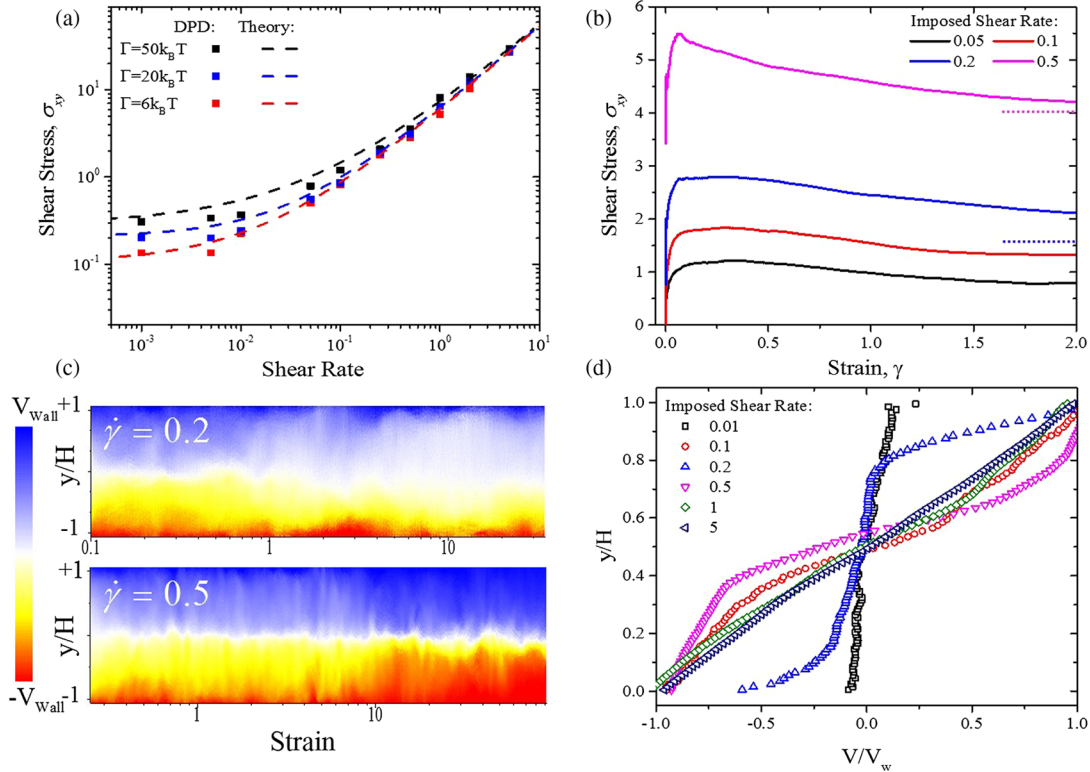 (a)
DPD: Theory:
Γ=50k_BT
Γ=20k_BT
Γ=6k_BT
Shear Stress, σ_xy
10^1
10^0
10^-1
10^-3 10^-2 10^-1 10^0 10^1
Shear Rate
(b)
Imposed Shear Rate:
0.05 0.1
0.2 0.5
Shear Stress, σ_xy
6
5
4
3
2
1
0
0.0 0.5 1.0 1.5 2.0
Strain, γ
(c)
V_Wall
-V_Wall
y/H
+1
-1
γ̇ = 0.2
0.1 1 10
y/H
+1
-1
γ̇ = 0.5
1 10
Strain
(d)
Imposed Shear Rate:
0.01
0.1
0.2
0.5
1
5
y/H
1.0
0.8
0.6
0.4
0.2
0.0
-1.0 -0.5 0.0 0.5 1.0
V/V_w